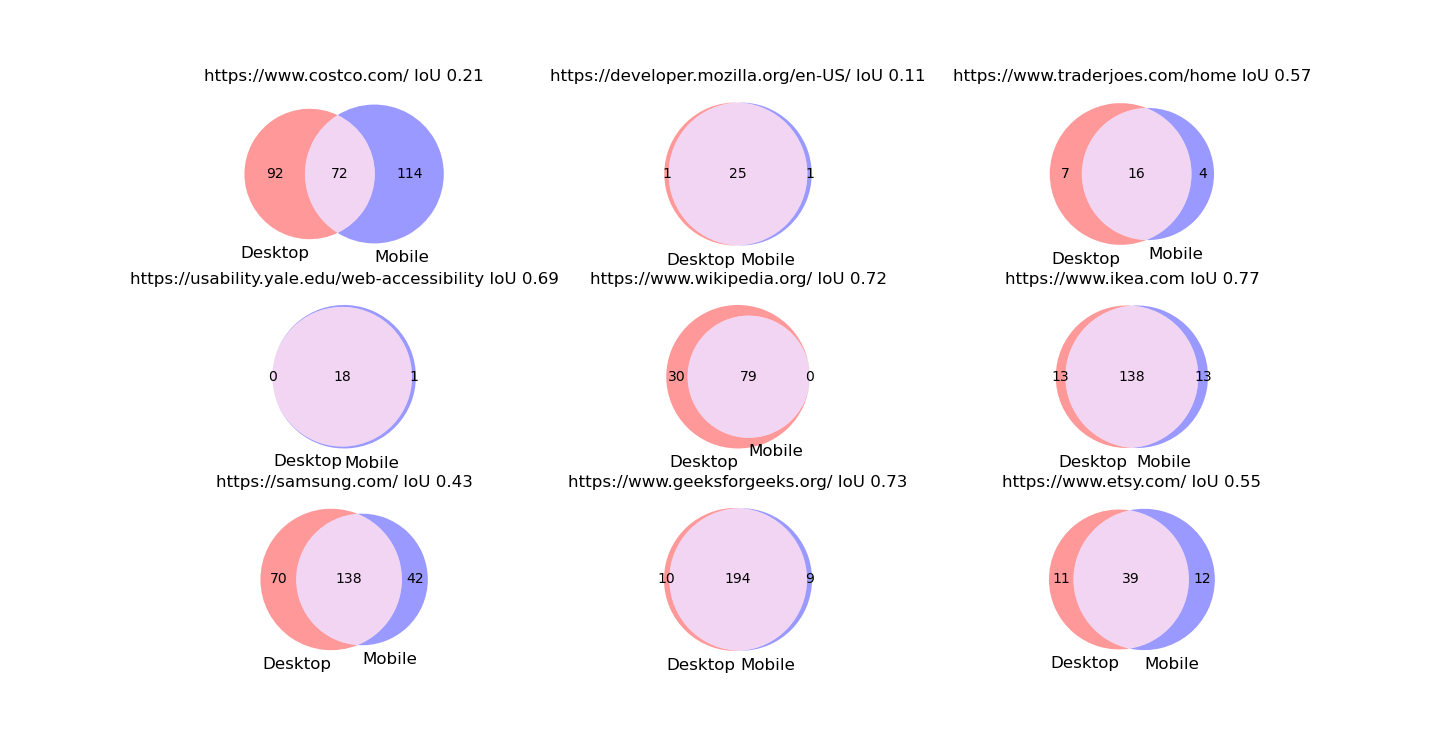 https://www.costco.com/ IoU 0.21
92 72 114
Desktop Mobile
https://developer.mozilla.org/en-US/ IoU 0.11
1 25 1
Desktop Mobile
https://www.traderjoes.com/home IoU 0.57
7 16 4
Desktop Mobile
https://usability.yale.edu/web-accessibility IoU 0.69
0 18 1
Desktop Mobile
https://www.wikipedia.org/ IoU 0.72
30 79 0
Desktop Mobile
https://www.ikea.com IoU 0.77
13 138 13
Desktop Mobile
https://samsung.com/ IoU 0.43
70 138 42
Desktop Mobile
https://www.geeksforgeeks.org/ IoU 0.73
10 194 9
Desktop Mobile
https://www.etsy.com/ IoU 0.55
11 39 12
Desktop Mobile